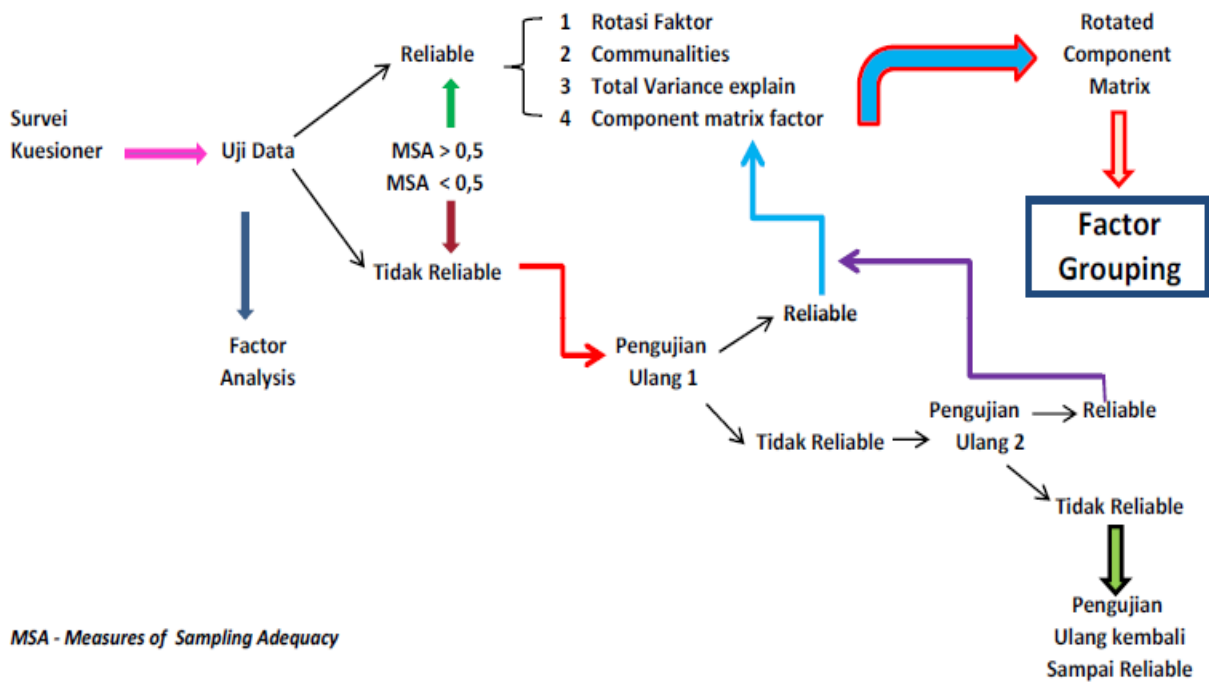 Survei
Kuesioner
Uji Data
Factor
Analysis
Reliable
MSA > 0,5
MSA < 0,5
Tidak Reliable
1 Rotasi Faktor
2 Communalities
3 Total Variance explain
4 Component matrix factor
Rotated
Component
Matrix
Factor
Grouping
Pengujian
Ulang 1
Reliable
Tidak Reliable
Pengujian
Ulang 2
Reliable
Tidak Reliable
Pengujian
Ulang kembali
Sampai Reliable
MSA - Measures of Sampling Adequacy